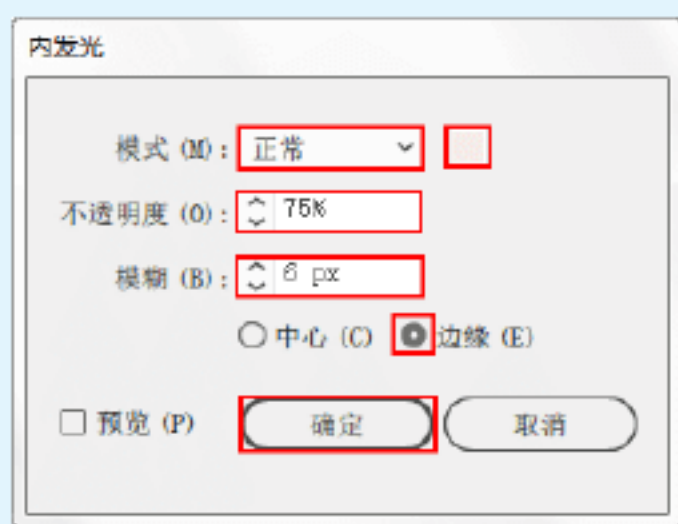 内发光
模式 (M): 正常
不透明度 (O): 75%
模糊 (B): 6 px
中心 (C) 边缘 (E)
预览 (P) 确定 取消